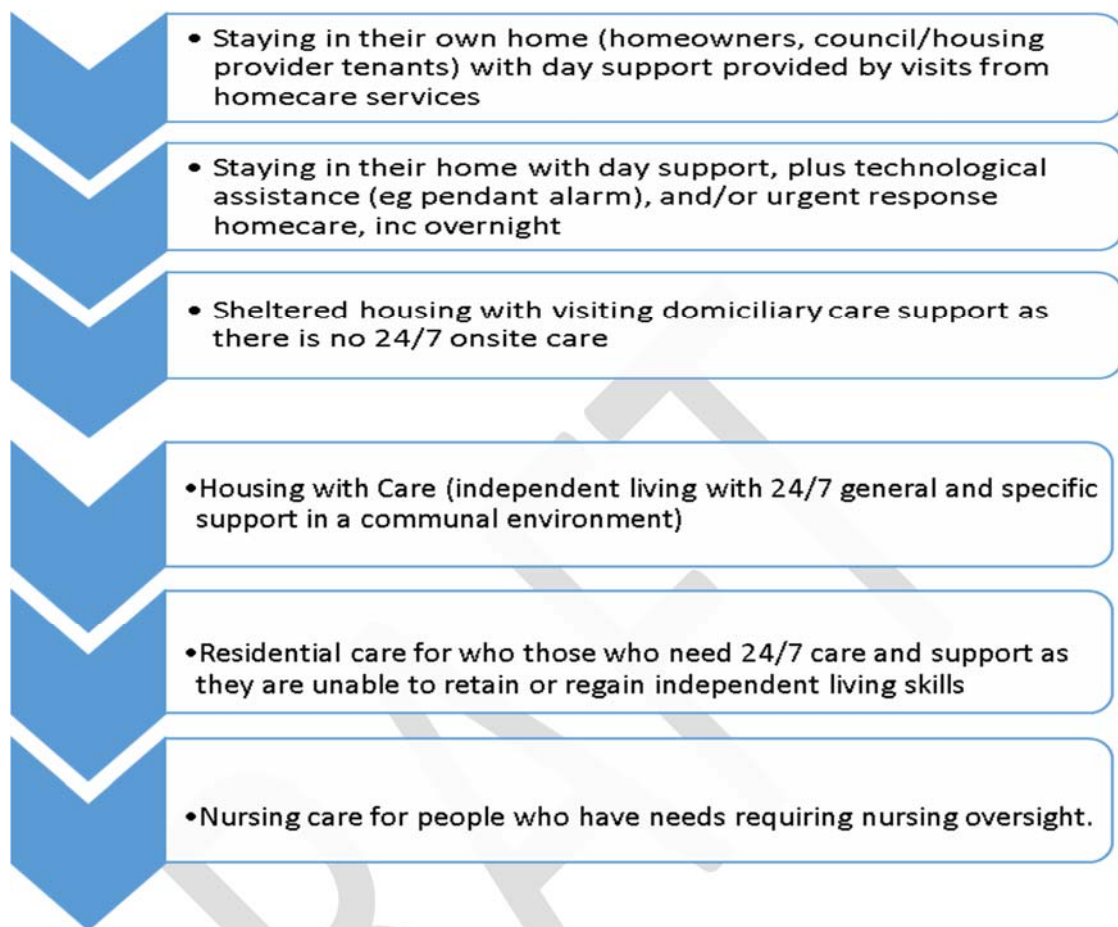 • Staying in their own home (homeowners, council/housing
provider tenants) with day support provided by visits from
homecare services
• Staying in their home with day support, plus technological
assistance (eg pendant alarm), and/or urgent response
homecare, inc overnight
• Sheltered housing with visiting domiciliary care support as
there is no 24/7 onsite care
•Housing with Care (independent living with 24/7 general and specific
support in a communal environment)
•Residential care for who those who need 24/7 care and support as
they are unable to retain or regain independent living skills
•Nursing care for people who have needs requiring nursing oversight.
DRAFT